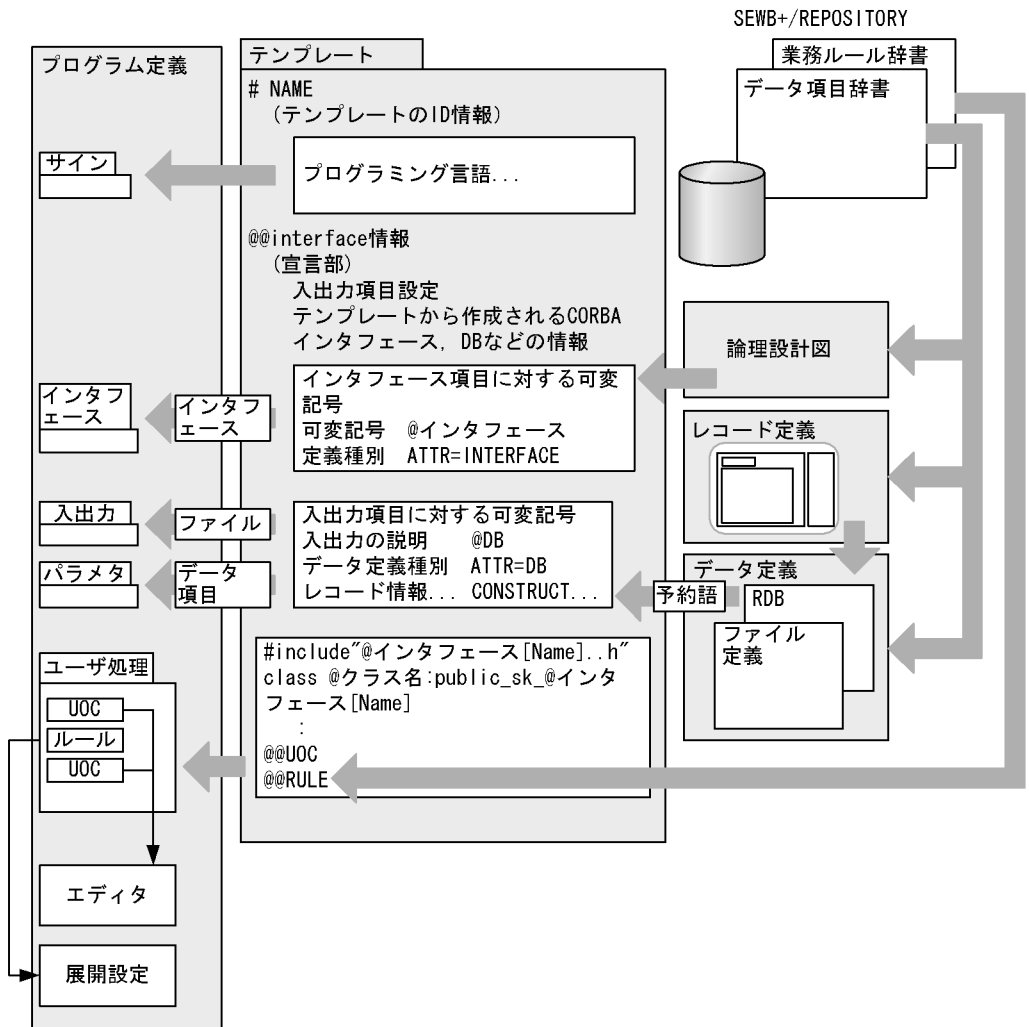 SEWB+/REPOSITORY
プログラム定義
サイン
インタフ
ェース
入出力
パラメタ
ユーザ処理
UOC
ルール
UOC
エディタ
展開設定
インタフ
ェース
ファイル
データ
項目
テンプレート
# NAME
(テンプレートのID情報)
プログラミング言語...
@@interface情報
(宣言部)
入出力項目設定
テンプレートから作成されるCORBA
インタフェース，DBなどの情報
インタフェース項目に対する可変
記号
可変記号　@インタフェース
定義種別　ATTR=INTERFACE
入出力項目に対する可変記号
入出力の説明　　@DB
データ定義種別　ATTR=DB
レコード情報... CONSTRUCT...
#include"@インタフェース[Name]..h"
class @クラス名:public_sk_@インタ
フェース[Name]
:
@@UOC
@@RULE
業務ルール辞書
データ項目辞書
論理設計図
レコード定義
データ定義
予約語
RDB
ファイル
定義